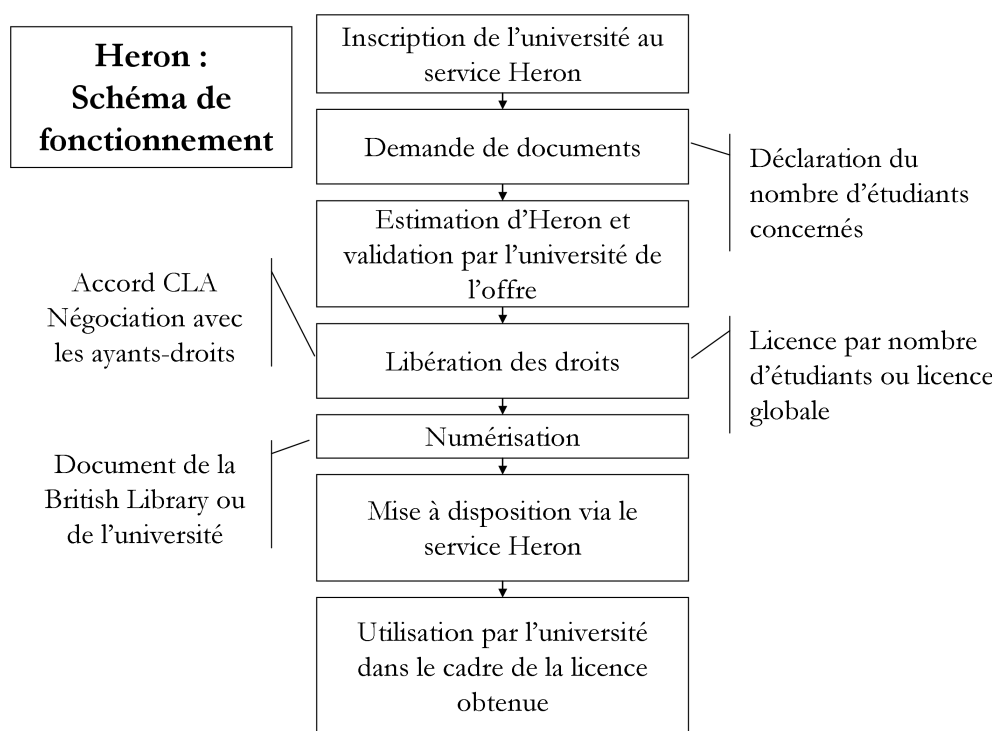 Heron :
Schéma de
fonctionnement
Inscription de l'université au
service Heron
Demande de documents
Déclaration du
nombre d'étudiants
concernés
Estimation d'Heron et
validation par l'université de
l'offre
Accord CLA
Négociation avec
les ayants-droits
Libération des droits
Licence par nombre
d'étudiants ou licence
globale
Numérisation
Document de la
British Library ou
de l'université
Mise à disposition via le
service Heron
Utilisation par l'université
dans le cadre de la licence
obtenue